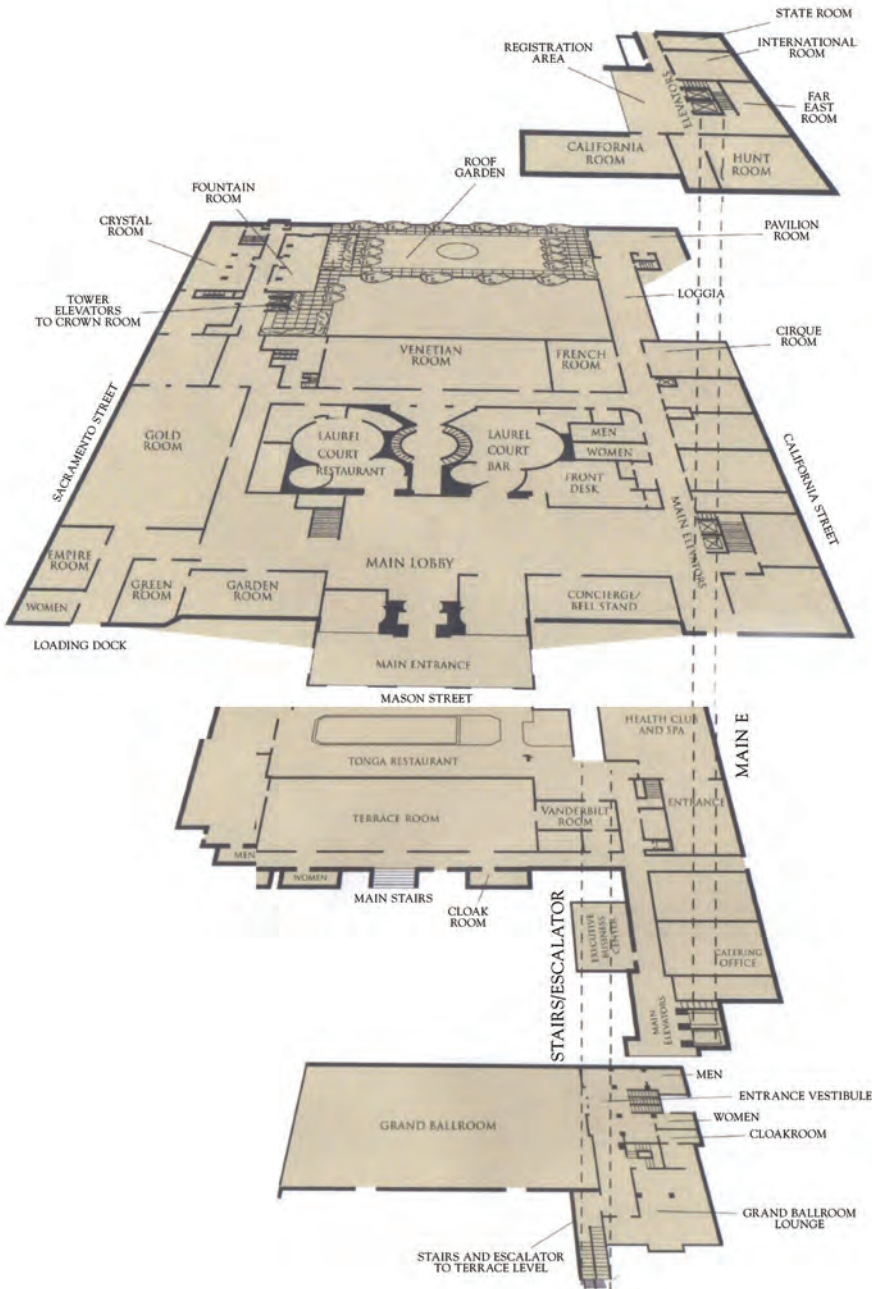 STATE ROOM
INTERNATIONAL
ROOM
REGISTRATION
AREA
ELEVATORS
FAR
EAST
ROOM
CALIFORNIA
ROOM
HUNT
ROOM
ROOF
GARDEN
FOUNTAIN
ROOM
CRYSTAL
ROOM
PAVILION
ROOM
TOWER
ELEVATORS
TO CROWN ROOM
LOGGIA
CIRQUE
ROOM
VENETIAN
ROOM
FRENCH
ROOM
SACRAMENTO STREET
GOLD
ROOM
LAUREL
COURT
RESTAURANT
LAUREL
COURT
BAR
MEN
WOMEN
FRONT
DESK
CALIFORNIA STREET
MAIN ELEVATORS
EMPIRE
ROOM
MAIN LOBBY
WOMEN
GREEN
ROOM
GARDEN
ROOM
CONCIERGE/
BELL STAND
LOADING DOCK
MAIN ENTRANCE
MASON STREET
HEALTH CLUB
AND SPA
MAIN E
TONGA RESTAURANT
ENTRANCE
TERRACE ROOM
VANDERBILT
ROOM
MEN
WOMEN
MAIN STAIRS
CLOAK
ROOM
STAIRS/ESCALATOR
EXECUTIVE
BUSINESS
CENTER
CATERING
OFFICE
MAIN
ELEVATORS
MEN
ENTRANCE VESTIBULE
GRAND BALLROOM
WOMEN
CLOAKROOM
GRAND BALLROOM
LOUNGE
STAIRS AND ESCALATOR
TO TERRACE LEVEL